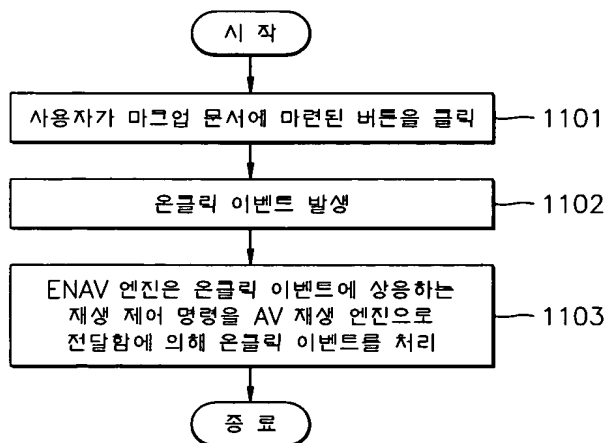 시 작
사용자가 마크업 문서에 마련된 버튼을 클릭
1101
온클릭 이벤트 발생
1102
ENAV 엔진은 온클릭 이벤트에 상응하는
재생 제어 명령을 AV 재생 엔진으로
전달함에 의해 온클릭 이벤트를 처리
1103
종 료